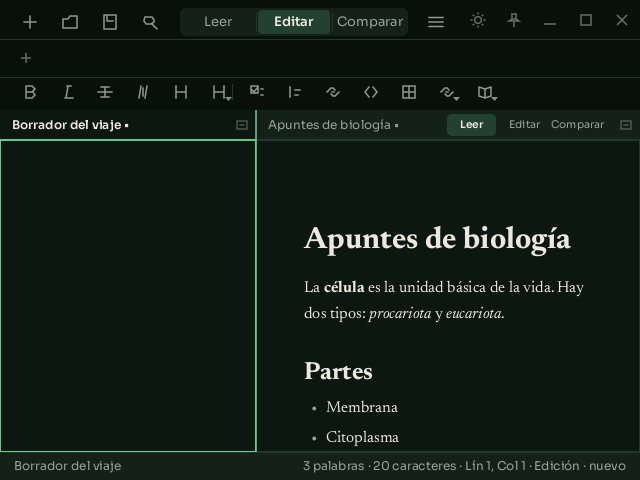 Leer Editar Comparar
Borrador del viaje •
Apuntes de biología • Leer Editar Comparar
Apuntes de biología
La célula es la unidad básica de la vida. Hay
dos tipos: procariota y eucariota.
Partes
• Membrana
• Citoplasma
Borrador del viaje 3 palabras · 20 caracteres · Lín 1, Col 1 · Edición · nuevo